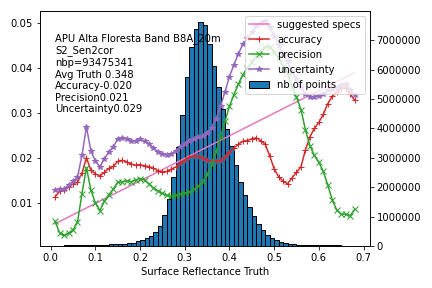 APU Alta Floresta Band B8A, 20m
S2_Sen2cor
nbp=93475341
Avg Truth 0.348
Accuracy-0.020
Precision0.021
Uncertainty0.029
suggested specs
accuracy
precision
uncertainty
nb of points
0.05
0.04
0.03
0.02
0.01
7000000
6000000
5000000
4000000
3000000
2000000
1000000
0
0.0 0.1 0.2 0.3 0.4 0.5 0.6 0.7
Surface Reflectance Truth